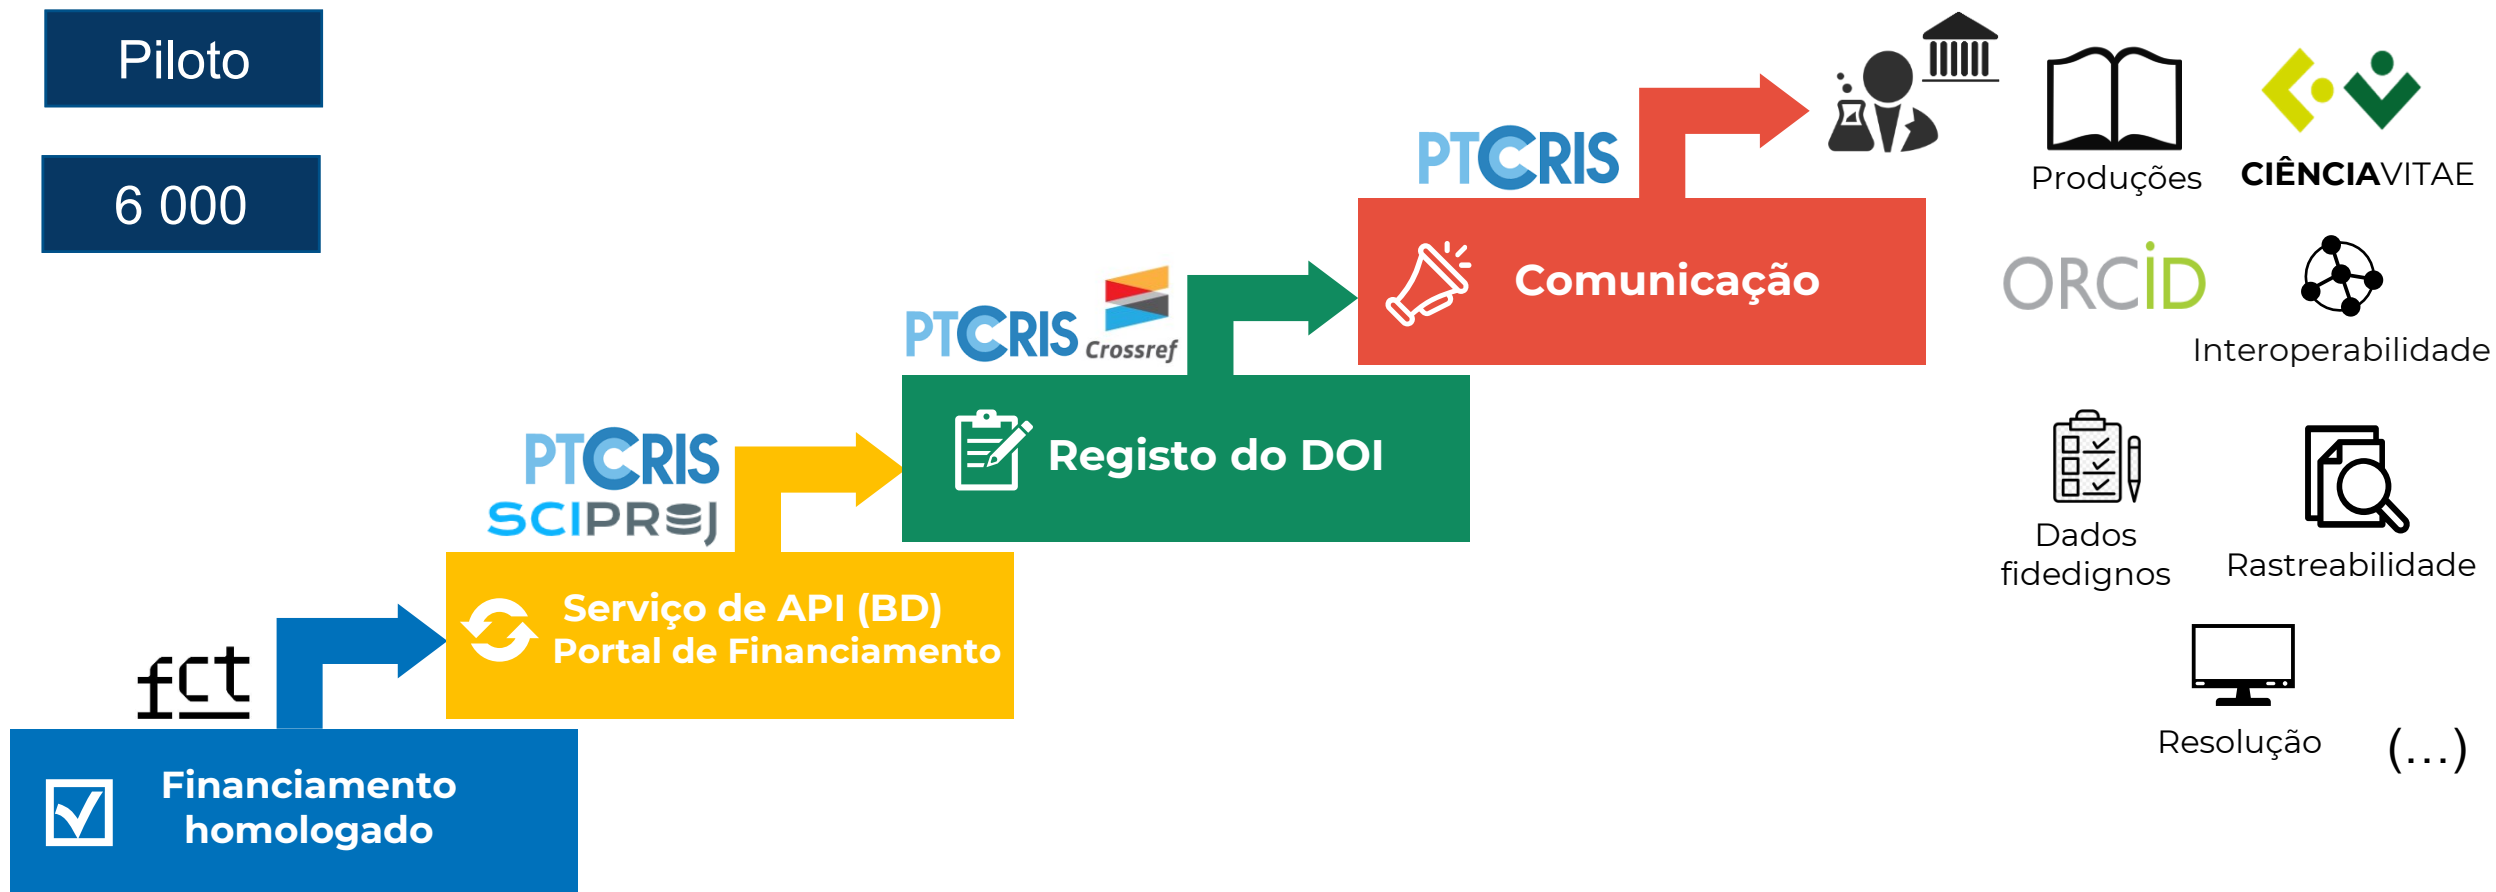 Piloto
6 000
fct
Financiamento
homologado
PTCRIS
SCIPROJ
Serviço de API (BD)
Portal de Financiamento
PTCRIS
Crossref
Registo do DOI
PTCRIS
Comunicação
Produções
CIÊNCIAVITAE
ORCID
Interoperabilidade
Dados
fidedignos
Rastreabilidade
Resolução
(...)